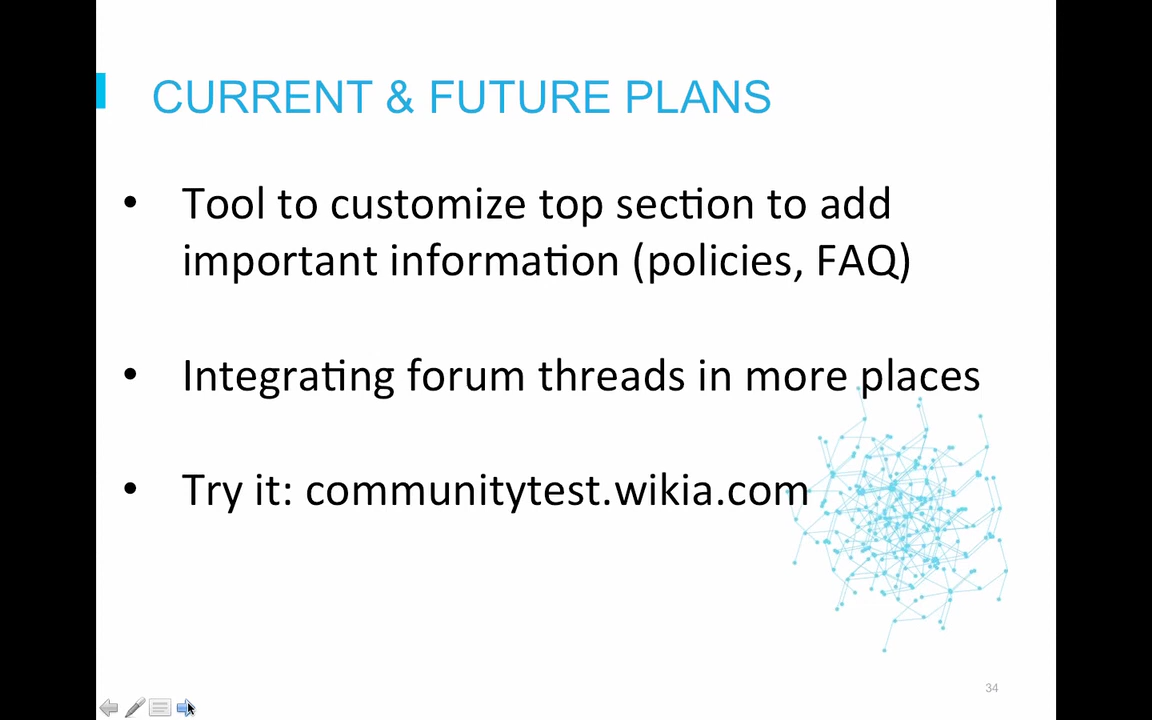 CURRENT & FUTURE PLANS
• Tool to customize top section to add
important information (policies, FAQ)
• Integrating forum threads in more places
• Try it: communitytest.wikia.com
34